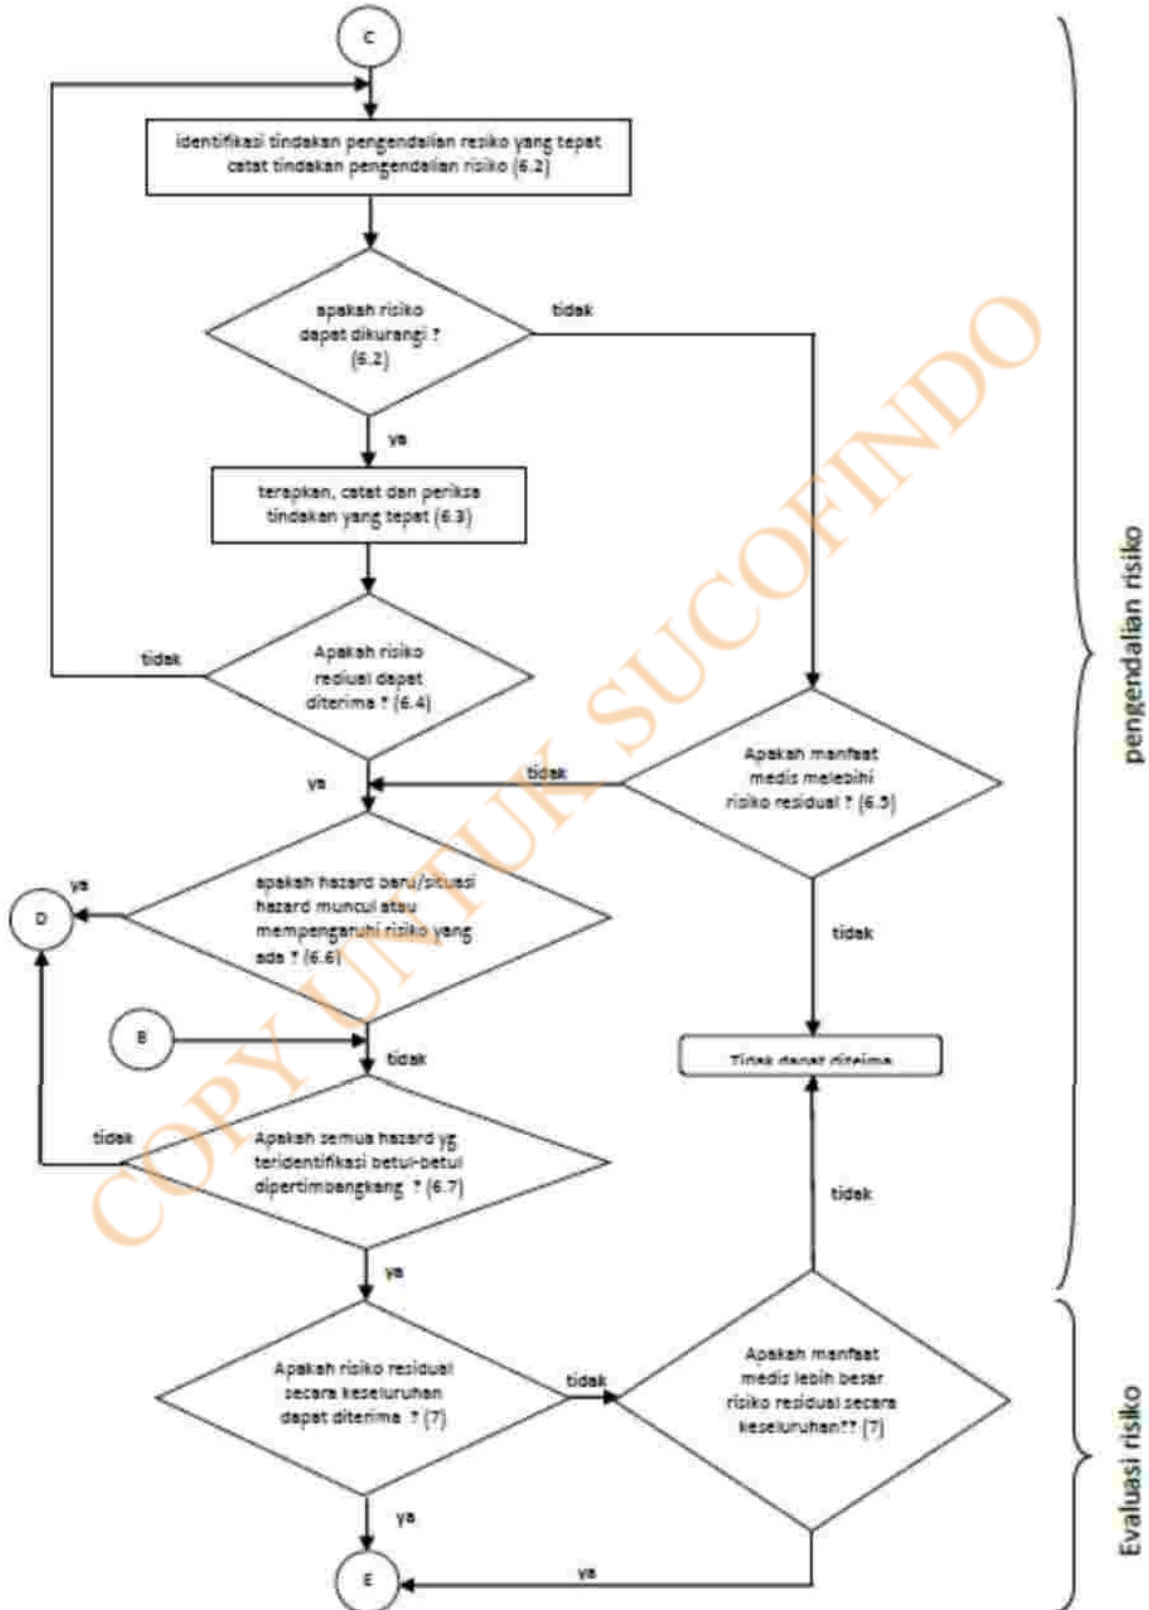 C
identifikasi tindakan pengendalian resiko yang tepat
catat tindakan pengendalian risiko (6.2)
apakah risiko
dapat dikurangi ?
(6.2)
tidak
ya
terapkan, catat dan periksa
tindakan yang tepat (6.3)
Apakah risiko
rediual dapat
diterima ? (6.4)
tidak
ya
tidak
Apakah manfaat
medis melebihi
risiko residual ? (6.5)
apakah hazard baru/situasi
hazard muncul atau
mempengaruhi risiko yang
ada ? (6.6)
ya
D
tidak
B
tidak
Tidak dapat diteima
Apakah semua hazard yg
teridentifikasi betul-betul
dipertimbangkang ? (6.7)
tidak
ya
tidak
Apakah risiko residual
secara keseluruhan
dapat diterima ? (7)
tidak
Apakah manfaat
medis lebih besar
risiko residual secara
keseluruhan?? (7)
ya
E
ya
pengendalian risiko
Evaluasi risiko
COPY UNTUK SUCOFINDO